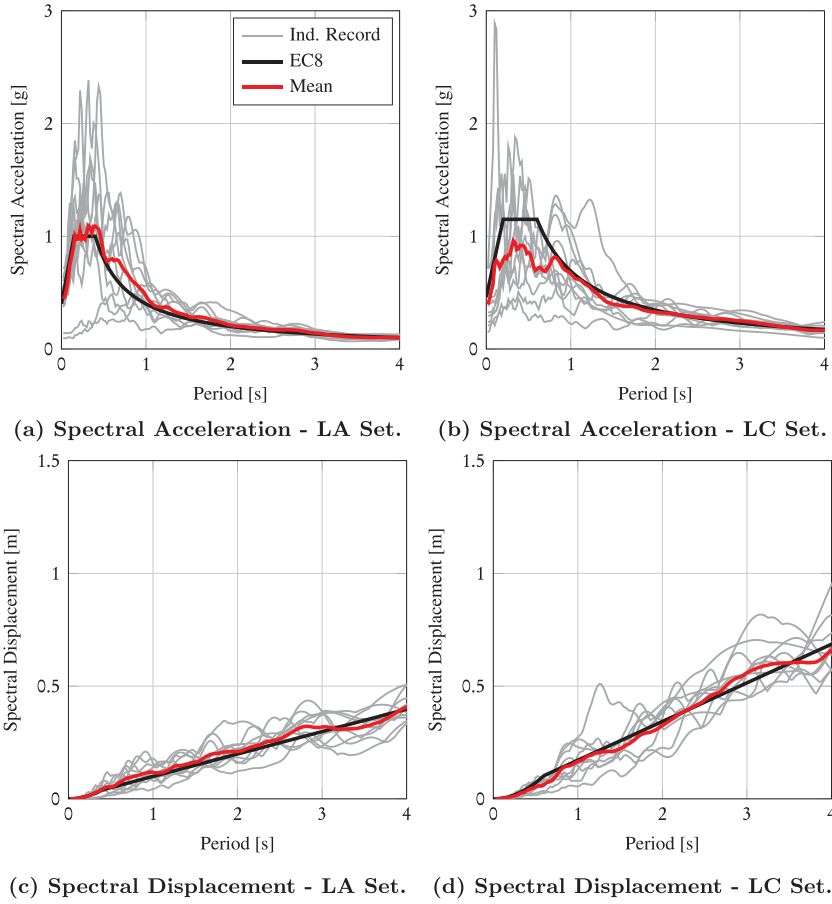 3
2
1
0
0
1
2
3
4
Spectral Acceleration [g]
Period [s]
Ind. Record
EC8
Mean
(a) Spectral Acceleration - LA Set.
3
2
1
0
0
1
2
3
4
Spectral Acceleration [g]
Period [s]
(b) Spectral Acceleration - LC Set.
1.5
1
0.5
0
0
1
2
3
4
Spectral Displacement [m]
Period [s]
(c) Spectral Displacement - LA Set.
1.5
1
0.5
0
0
1
2
3
4
Spectral Displacement [m]
Period [s]
(d) Spectral Displacement - LC Set.